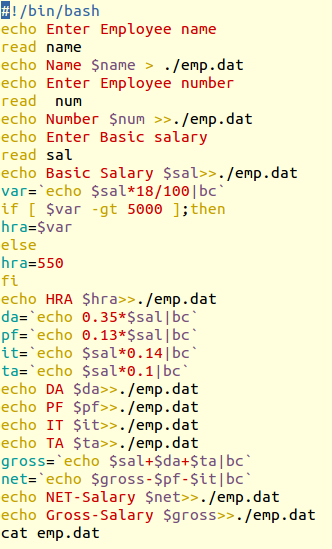 #!/bin/bash
echo Enter Employee name
read name
echo Name $name > ./emp.dat
echo Enter Employee number
read  num
echo Number $num >>./emp.dat
echo Enter Basic salary
read sal
echo Basic Salary $sal>>./emp.dat
var=`echo $sal*18/100|bc`
if [ $var -gt 5000 ];then
hra=$var
else
hra=550
fi
echo HRA $hra>>./emp.dat
da=`echo 0.35*$sal|bc`
pf=`echo 0.13*$sal|bc`
it=`echo $sal*0.14|bc`
ta=`echo $sal*0.1|bc`
echo DA $da>>./emp.dat
echo PF $pf>>./emp.dat
echo IT $it>>./emp.dat
echo TA $ta>>./emp.dat
gross=`echo $sal+$da+$ta|bc`
net=`echo $gross-$pf-$it|bc`
echo NET-Salary $net>>./emp.dat
echo Gross-Salary $gross>>./emp.dat
cat emp.dat